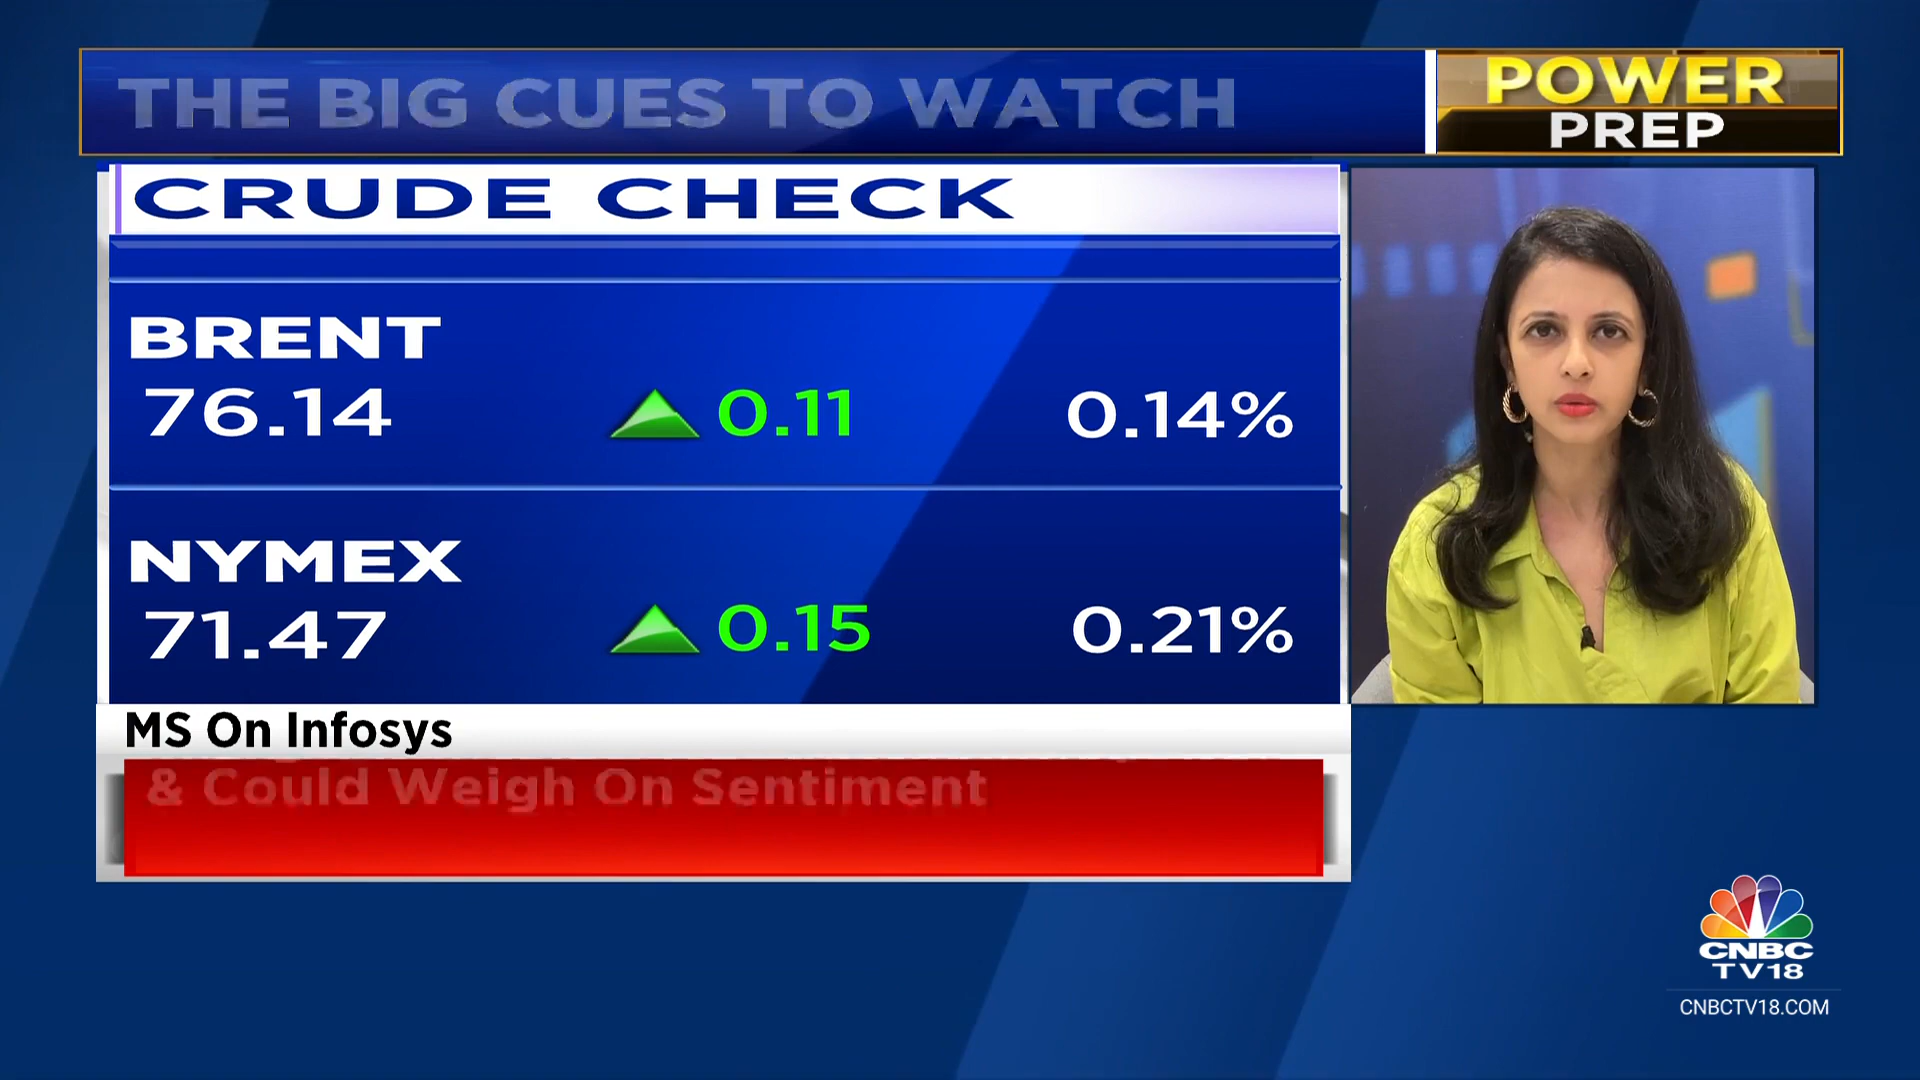 THE BIG CUES TO WATCH
POWER
PREP
CRUDE CHECK
BRENT
76.14 0.11 0.14%
NYMEX
71.47 0.15 0.21%
MS On Infosys
& Could Weigh On Sentiment
CNBC
TV18
CNBCTV18.COM